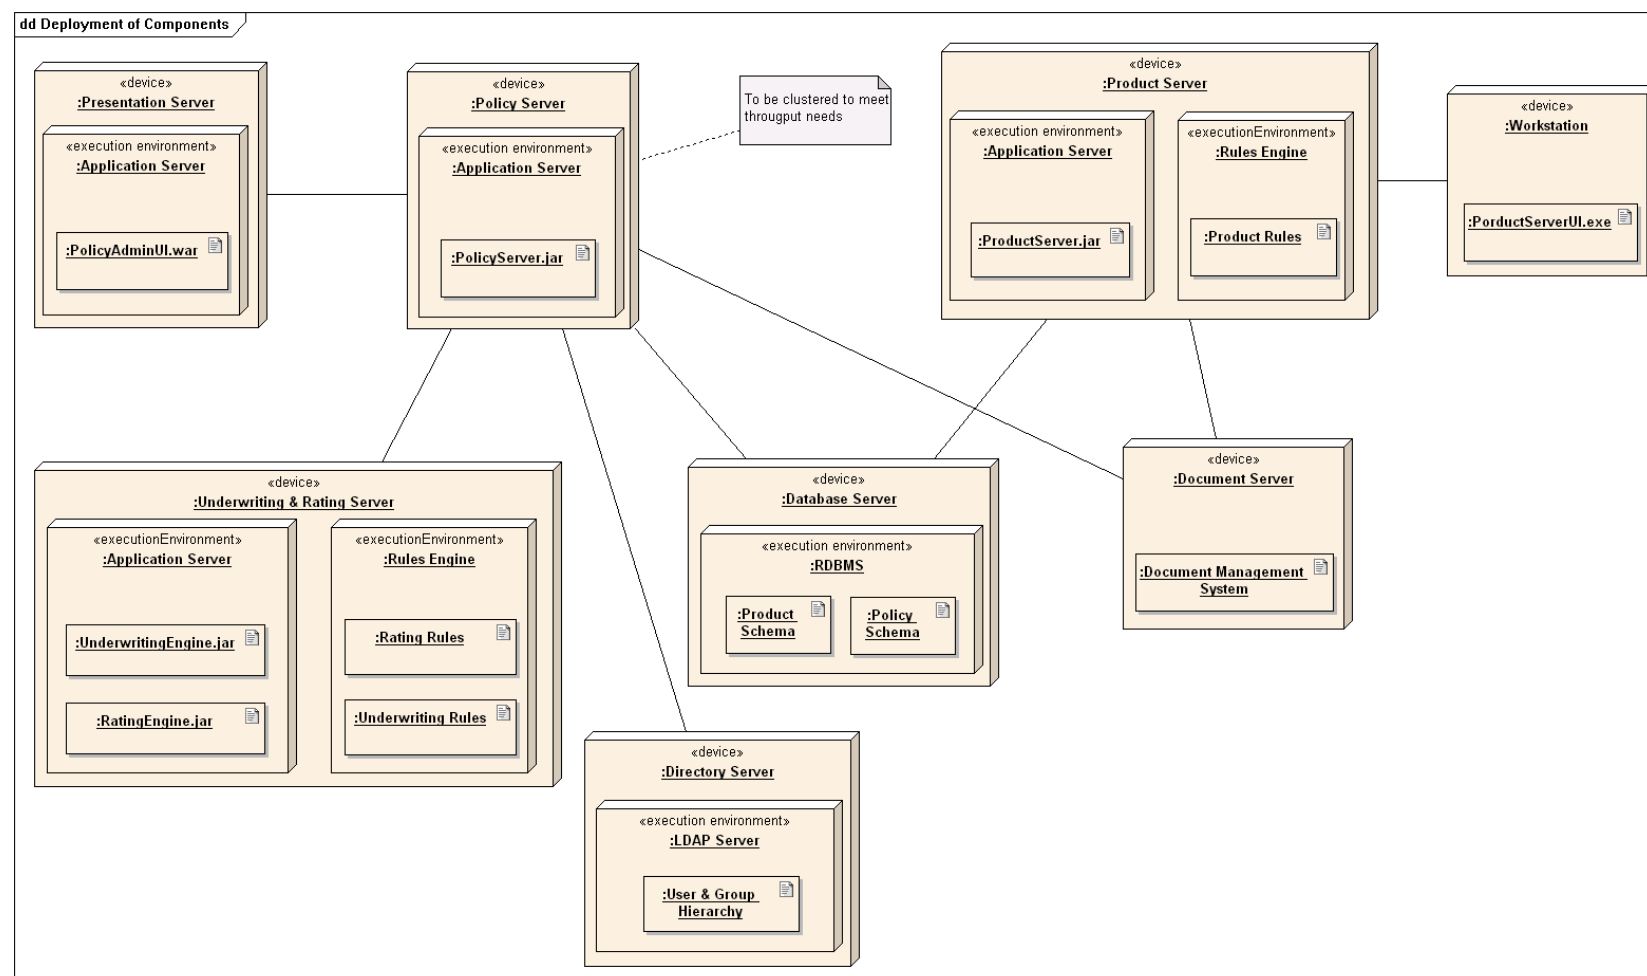 dd Deployment of Components
«device»
:Presentation Server
«execution environment»
:Application Server
:PolicyAdminUI.war
«device»
:Policy Server
«execution environment»
:Application Server
:PolicyServer.jar
To be clustered to meet
througput needs
«device»
:Product Server
«execution environment»
:Application Server
:ProductServer.jar
«executionEnvironment»
:Rules Engine
:Product Rules
«device»
:Workstation
:PorductServerUI.exe
«device»
:Underwriting & Rating Server
«executionEnvironment»
:Application Server
:UnderwritingEngine.jar
:RatingEngine.jar
«executionEnvironment»
:Rules Engine
:Rating Rules
:Underwriting Rules
«device»
:Database Server
«execution environment»
:RDBMS
:Product
Schema
:Policy
Schema
«device»
:Document Server
:Document Management
System
«device»
:Directory Server
«execution environment»
:LDAP Server
:User & Group
Hierarchy